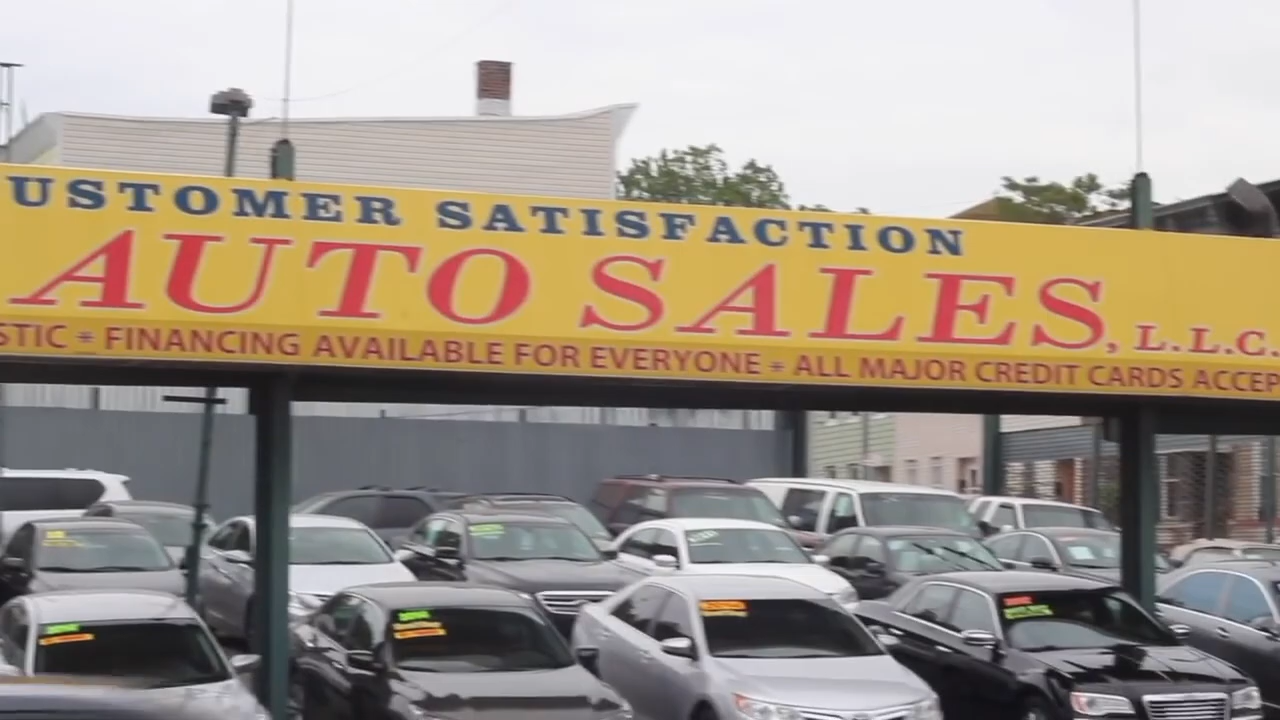 USTOMER SATISFACTION
AUTO SALES, L.L.C.
STIC * FINANCING AVAILABLE FOR EVERYONE * ALL MAJOR CREDIT CARDS ACCEP